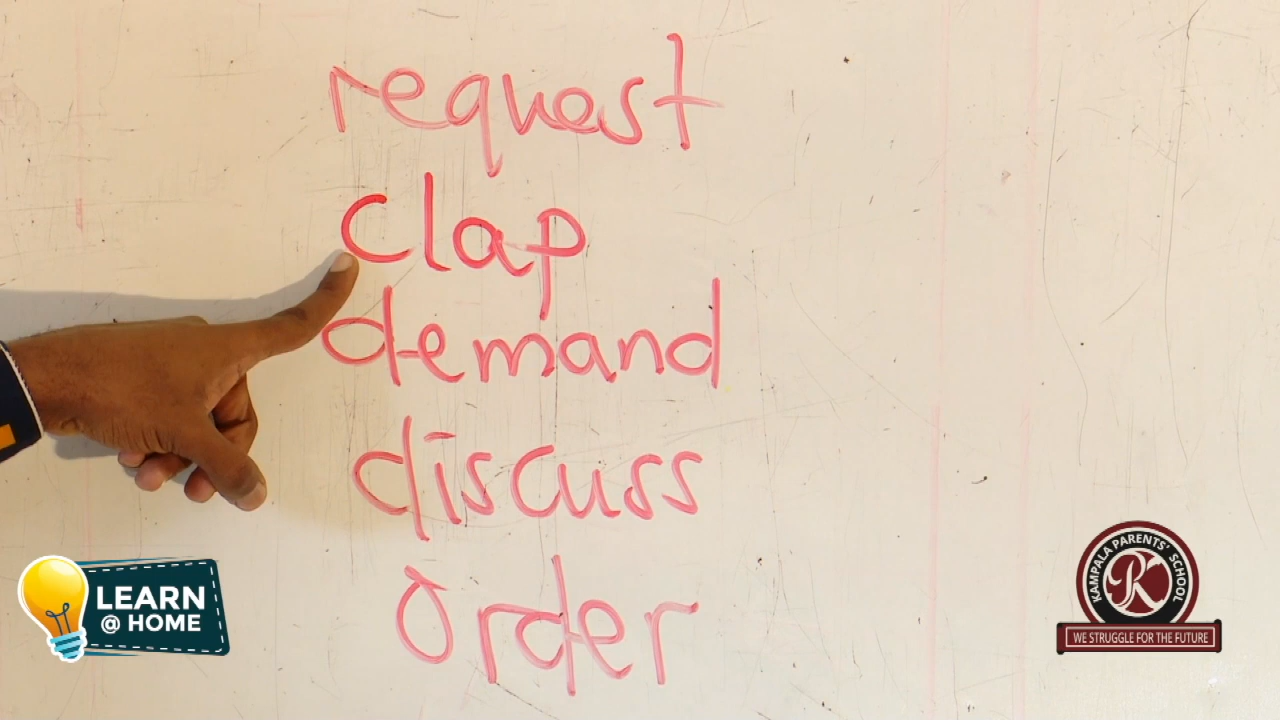 request
clap
demand
discuss
order
LEARN
@ HOME
KAMPALA PARENTS' SCHOOL
WE STRUGGLE FOR THE FUTURE